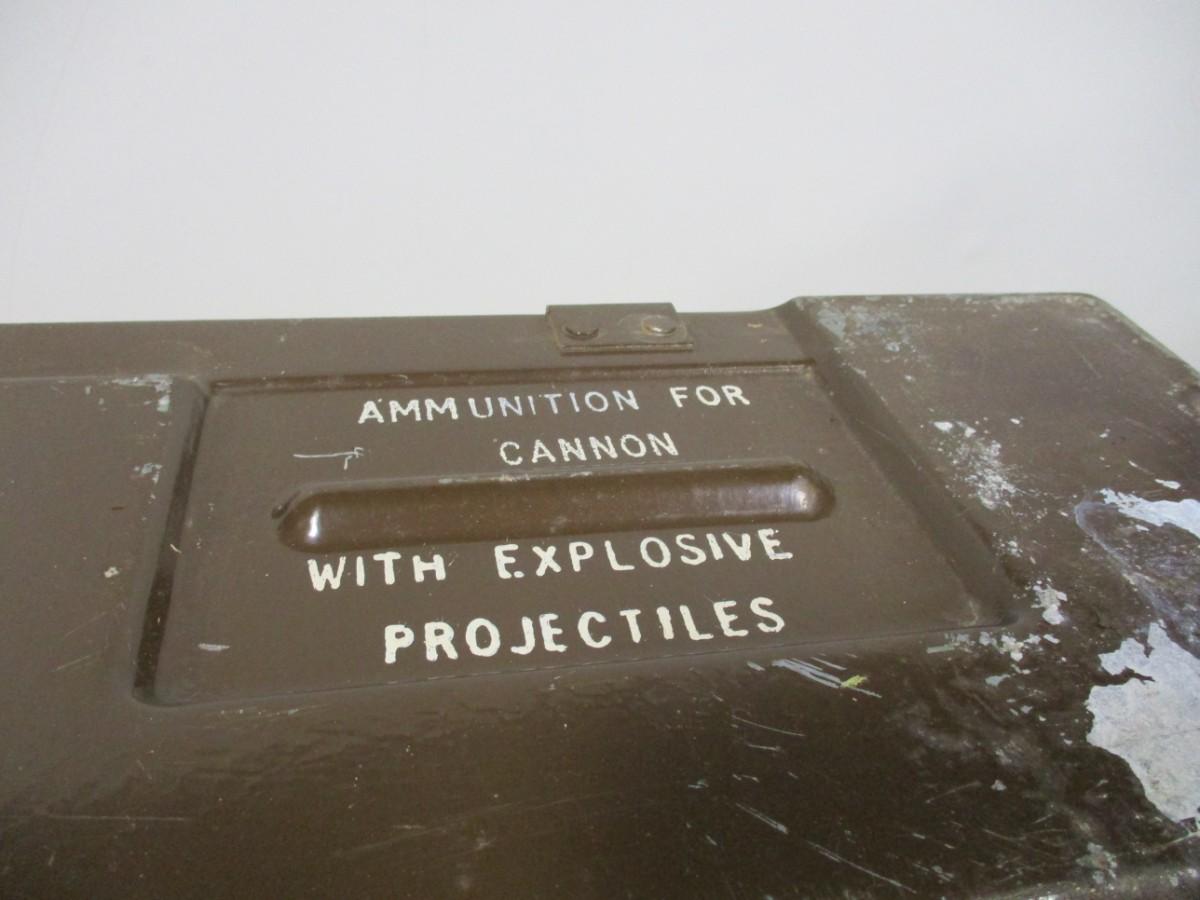 AMMUNITION FOR
CANNON
WITH EXPLOSIVE
PROJECTILES